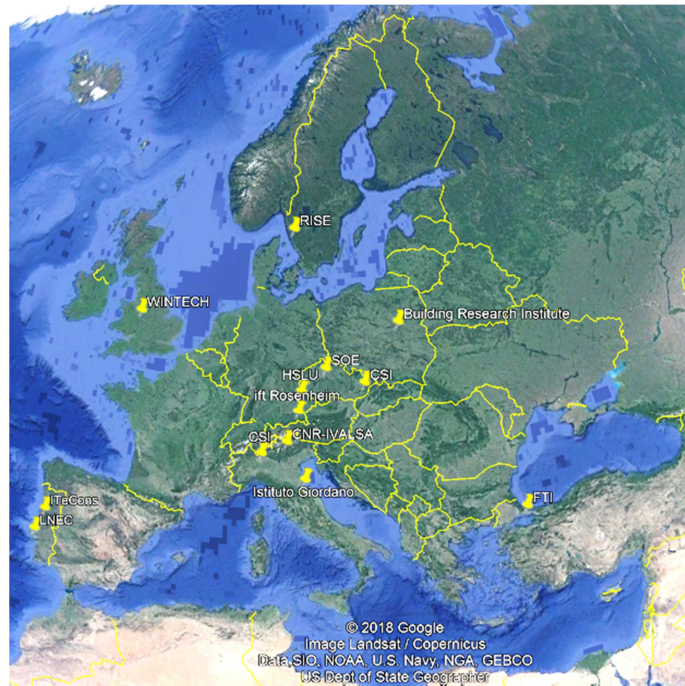 RISE
WINTECH
Building Research Institute
SOE
HSLU
CSI
ift Rosenheim
CSI
CNR-IVALSA
Istituto Giordano
ITeCons
LNEC
FTI
© 2018 Google
Image Landsat / Copernicus
Data SIO, NOAA, U.S. Navy, NGA, GEBCO
US Dept of State Geographer